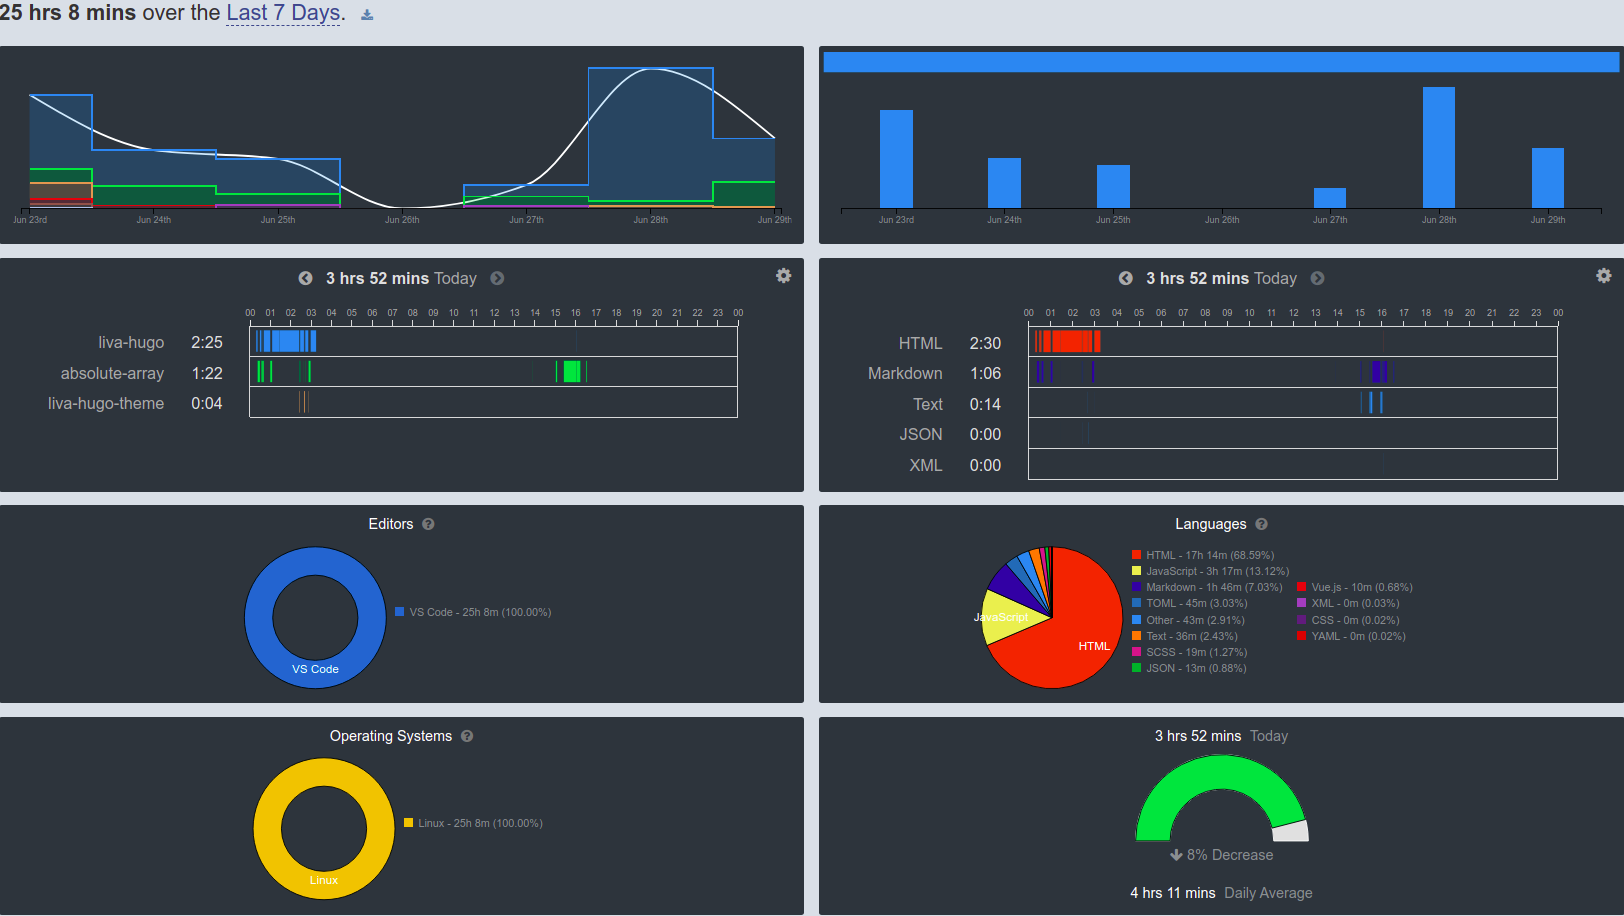 25 hrs 8 mins over the Last 7 Days.
Jun 23rd Jun 24th Jun 25th Jun 26th Jun 27th Jun 28th Jun 29th
Jun 23rd Jun 24th Jun 25th Jun 26th Jun 27th Jun 28th Jun 29th
3 hrs 52 mins Today
00 01 02 03 04 05 06 07 08 09 10 11 12 13 14 15 16 17 18 19 20 21 22 23 00
liva-hugo 2:25
absolute-array 1:22
liva-hugo-theme 0:04
3 hrs 52 mins Today
00 01 02 03 04 05 06 07 08 09 10 11 12 13 14 15 16 17 18 19 20 21 22 23 00
HTML 2:30
Markdown 1:06
Text 0:14
JSON 0:00
XML 0:00
Editors ?
VS Code - 25h 8m (100.00%)
VS Code
Languages ?
HTML - 17h 14m (68.59%)
JavaScript - 3h 17m (13.12%)
Markdown - 1h 46m (7.03%)
TOML - 45m (3.03%)
Other - 43m (2.91%)
Text - 36m (2.43%)
SCSS - 19m (1.27%)
JSON - 13m (0.88%)
Vue.js - 10m (0.68%)
XML - 0m (0.03%)
CSS - 0m (0.02%)
YAML - 0m (0.02%)
JavaScript
HTML
Operating Systems ?
Linux - 25h 8m (100.00%)
Linux
3 hrs 52 mins Today
8% Decrease
4 hrs 11 mins Daily Average